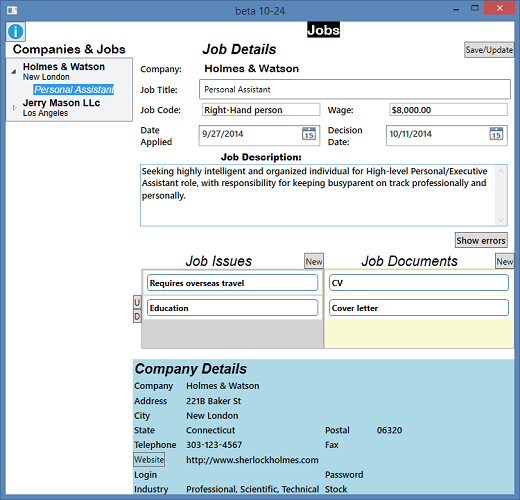 beta 10-24
Jobs
Companies & Jobs
Holmes & Watson
New London
Personal Assistant
Jerry Mason LLc
Los Angeles
Job Details
Save/Update
Company: Holmes & Watson
Job Title: Personal Assistant
Job Code: Right-Hand person Wage: $8,000.00
Date Applied 9/27/2014 15 Decision Date: 10/11/2014 15
Job Description:
Seeking highly intelligent and organized individual for High-level Personal/Executive
Assistant role, with responsibility for keeping busyparent on track professionally and
personally.
Show errors
Job Issues New Job Documents New
Requires overseas travel CV
U
D
Education Cover letter
Company Details
Company Holmes & Watson
Address 221B Baker St
City New London
State Connecticut Postal 06320
Telephone 303-123-4567 Fax
Website http://www.sherlockholmes.com
Login Password
Industry Professional, Scientific, Technical Stock